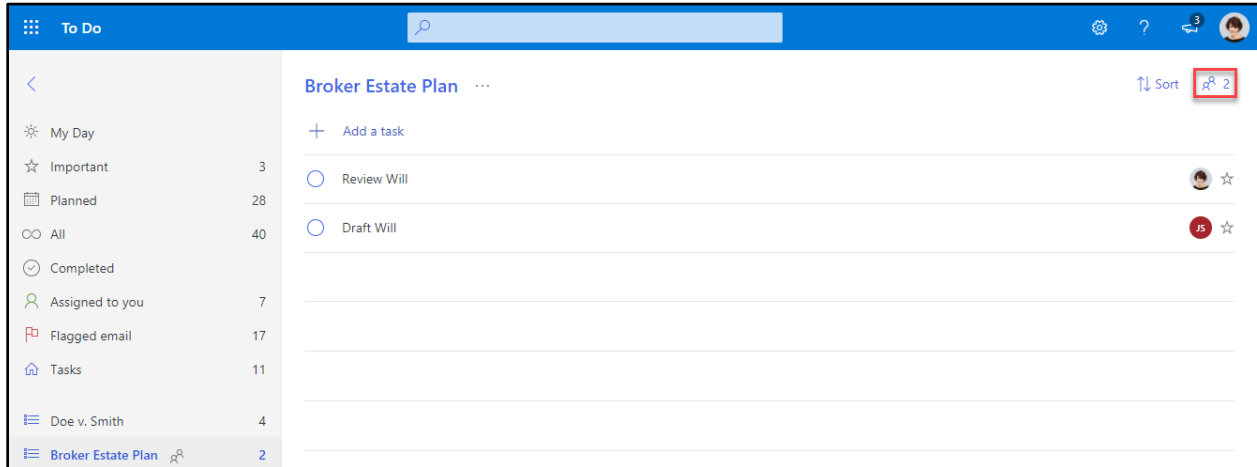 To Do
3
Broker Estate Plan ...
Sort 2
My Day
Add a task
Important 3
Review Will
Planned 28
Draft Will
JS
All 40
Completed
Assigned to you 7
Flagged email 17
Tasks 11
Doe v. Smith 4
Broker Estate Plan 2